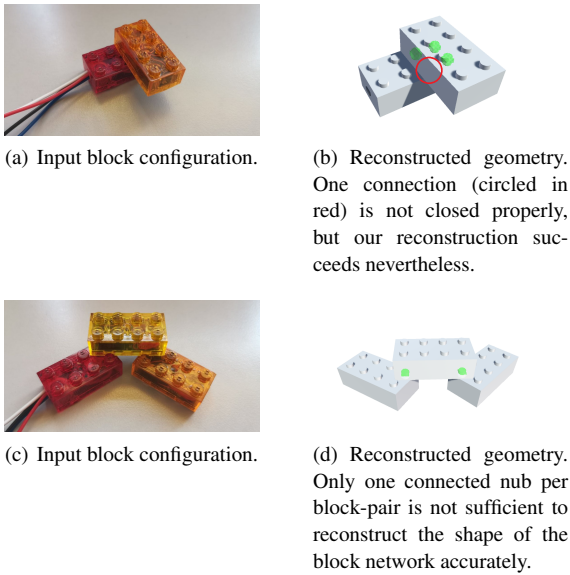 (a) Input block configuration.
(b) Reconstructed geometry.
One connection (circled in
red) is not closed properly,
but our reconstruction suc-
ceeds nevertheless.
(c) Input block configuration.
(d) Reconstructed geometry.
Only one connected nub per
block-pair is not sufficient to
reconstruct the shape of the
block network accurately.